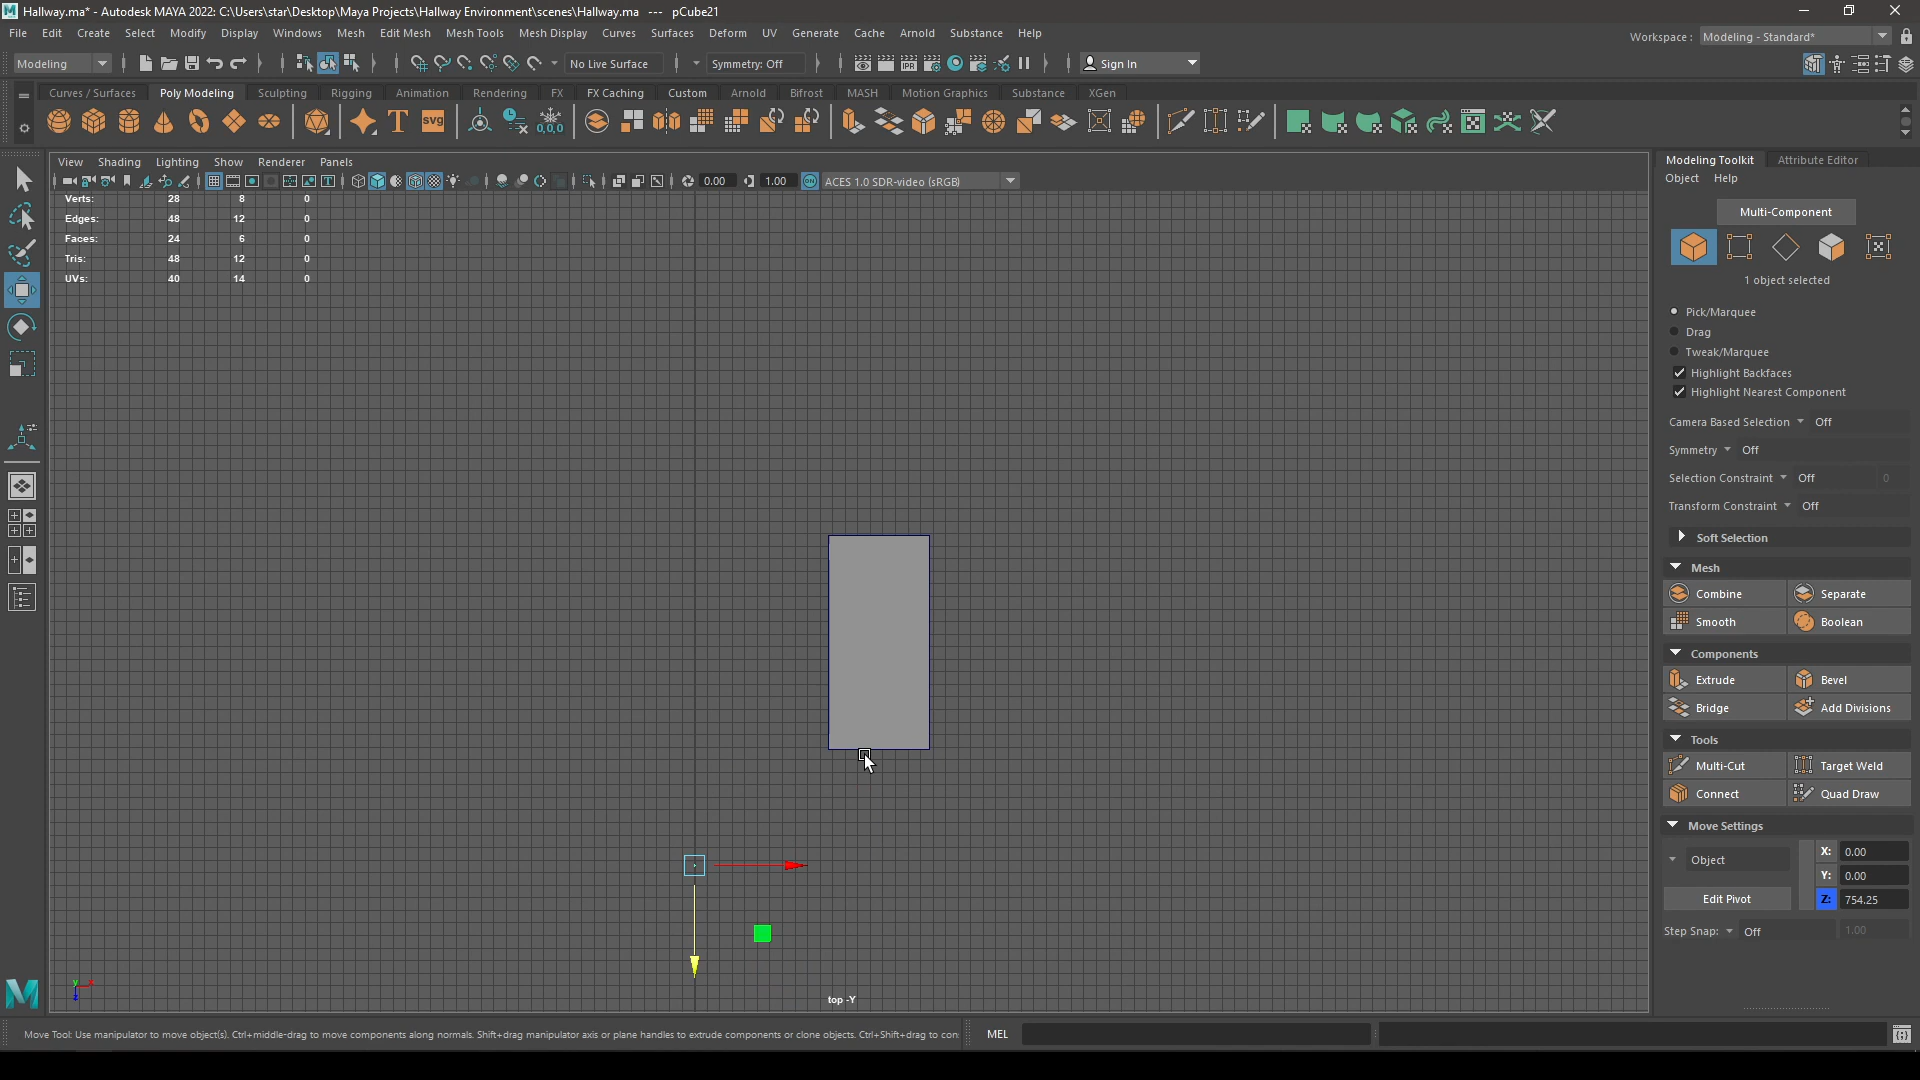 Hallway.ma* - Autodesk MAYA 2022: C:\Users\star\Desktop\Maya Projects\Hallway Environment\scenes\Hallway.ma --- pCube21
File Edit Create Select Modify Display Windows Mesh Edit Mesh Mesh Tools Mesh Display Curves Surfaces Deform UV Generate Cache Arnold Substance Help
Workspace : Modeling - Standard*
Modeling No Live Surface Symmetry: Off IPR Sign In
Curves / Surfaces Poly Modeling Sculpting Rigging Animation Rendering FX FX Caching Custom Arnold Bifrost MASH Motion Graphics Substance XGen
T SVG 0,0,0
View Shading Lighting Show Renderer Panels
0.00 1.00 ON ACES 1.0 SDR-video (sRGB)
Verts: 28 8 0
Edges: 48 12 0
Faces: 24 6 0
Tris: 48 12 0
UVs: 40 14 0
top -Y
y x z
Modeling Toolkit Attribute Editor
Object Help
Multi-Component
1 object selected
Pick/Marquee
Drag
Tweak/Marquee
Highlight Backfaces
Highlight Nearest Component
Camera Based Selection Off
Symmetry Off
Selection Constraint Off 0
Transform Constraint Off
Soft Selection
Mesh
Combine Separate
Smooth Boolean
Components
Extrude Bevel
Bridge Add Divisions
Tools
Multi-Cut Target Weld
Connect Quad Draw
Move Settings
Object X: 0.00
Y: 0.00
Edit Pivot Z: 754.25
Step Snap: Off 1.00
Move Tool: Use manipulator to move object(s). Ctrl+middle-drag to move components along normals. Shift+drag manipulator axis or plane handles to extrude components or clone objects. Ctrl+Shift+drag to con
MEL